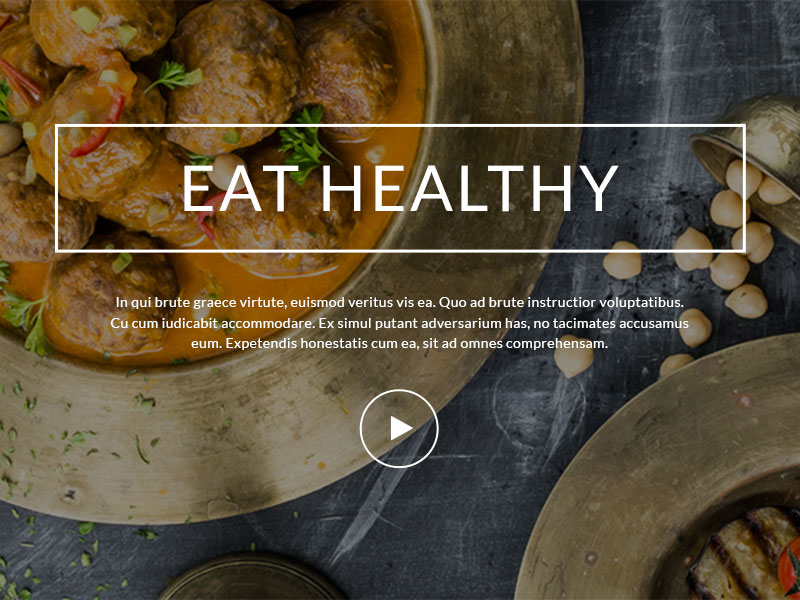 EAT HEALTHY
In qui brute graece virtute, euismod veritus vis ea. Quo ad brute instructior voluptatibus.
Cu cum iudicabit accommodare. Ex simul putant adversarium has, no tacimates accusamus
eum. Expetendis honestatis cum ea, sit ad omnes comprehensam.